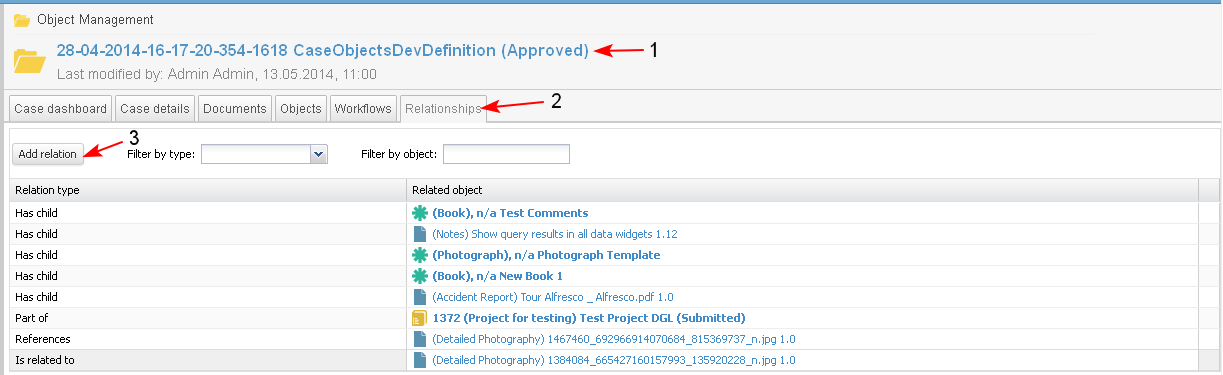 Object Management
28-04-2014-16-17-20-354-1618 CaseObjectsDevDefinition (Approved) 1
Last modified by: Admin Admin, 13.05.2014, 11:00
Case dashboard Case details Documents Objects Workflows Relationships 2
3
Add relation Filter by type: Filter by object:
Relation type Related object
Has child (Book), n/a Test Comments
Has child (Notes) Show query results in all data widgets 1.12
Has child (Photograph), n/a Photograph Template
Has child (Book), n/a New Book 1
Has child (Accident Report) Tour Alfresco _ Alfresco.pdf 1.0
Part of 1372 (Project for testing) Test Project DGL (Submitted)
References (Detailed Photography) 1467460_692966914070684_815369737_n.jpg 1.0
Is related to (Detailed Photography) 1384084_665427160157993_135920228_n.jpg 1.0